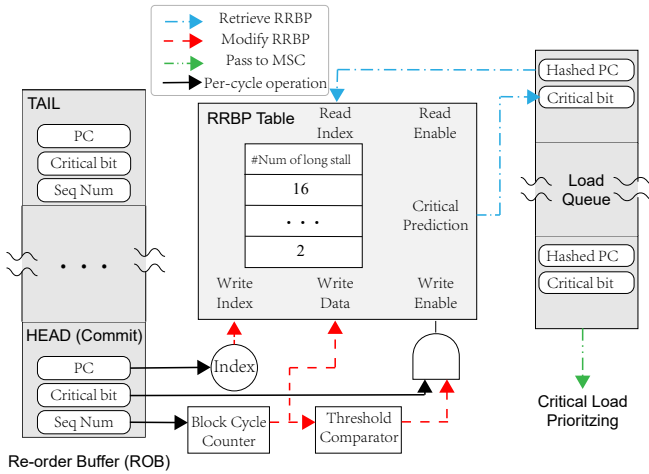 Retrieve RRBP
Modify RRBP
Pass to MSC
Per-cycle operation
TAIL
PC
Critical bit
Seq Num
. . .
HEAD (Commit)
PC
Critical bit
Seq Num
Re-order Buffer (ROB)
RRBP Table
Read
Index
Read
Enable
#Num of long stall
16
. . .
2
Critical
Prediction
Write
Index
Write
Data
Write
Enable
Index
Block Cycle
Counter
Threshold
Comparator
Hashed PC
Critical bit
Load
Queue
Hashed PC
Critical bit
Critical Load
Prioritzing